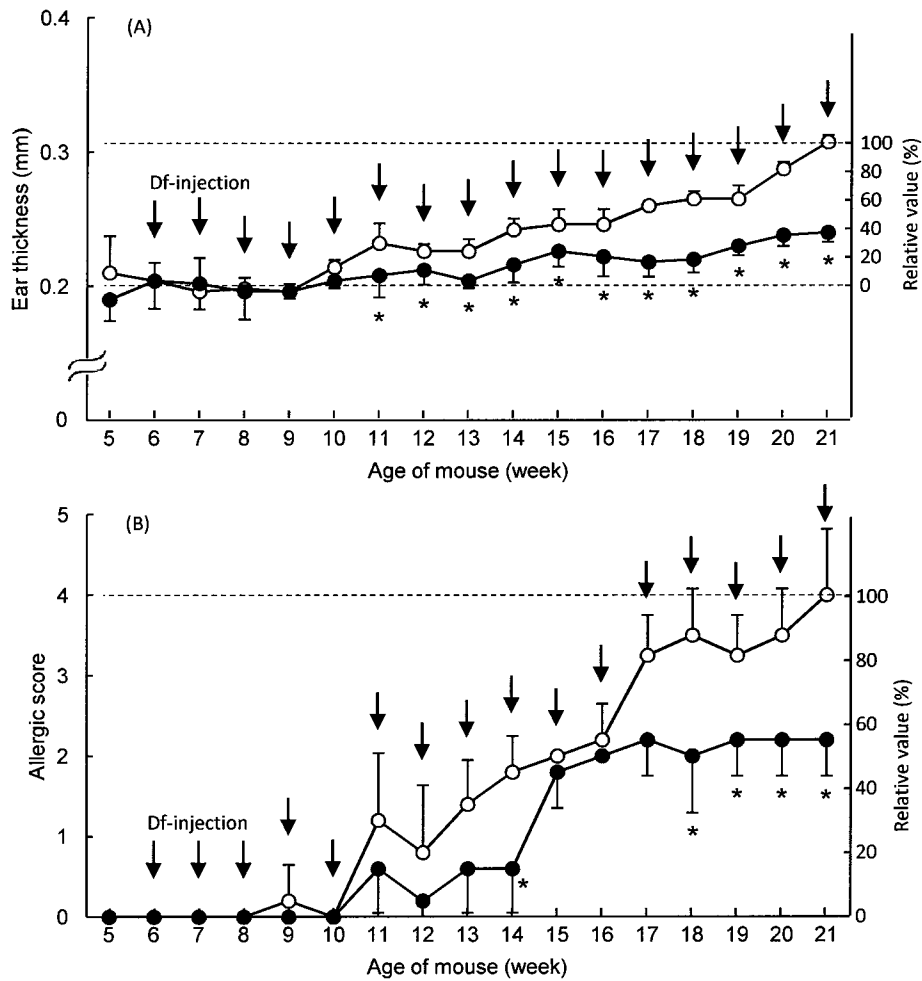 (A)
0.4
0.3
0.2
0
Ear thickness (mm)
Df-injection
100
80
60
40
20
0
Relative value (%)
* * * * * * * * * * *
5 6 7 8 9 10 11 12 13 14 15 16 17 18 19 20 21
Age of mouse (week)
(B)
5
4
3
2
1
0
Allergic score
Df-injection
100
80
60
40
20
0
Relative value (%)
* * * * *
5 6 7 8 9 10 11 12 13 14 15 16 17 18 19 20 21
Age of mouse (week)